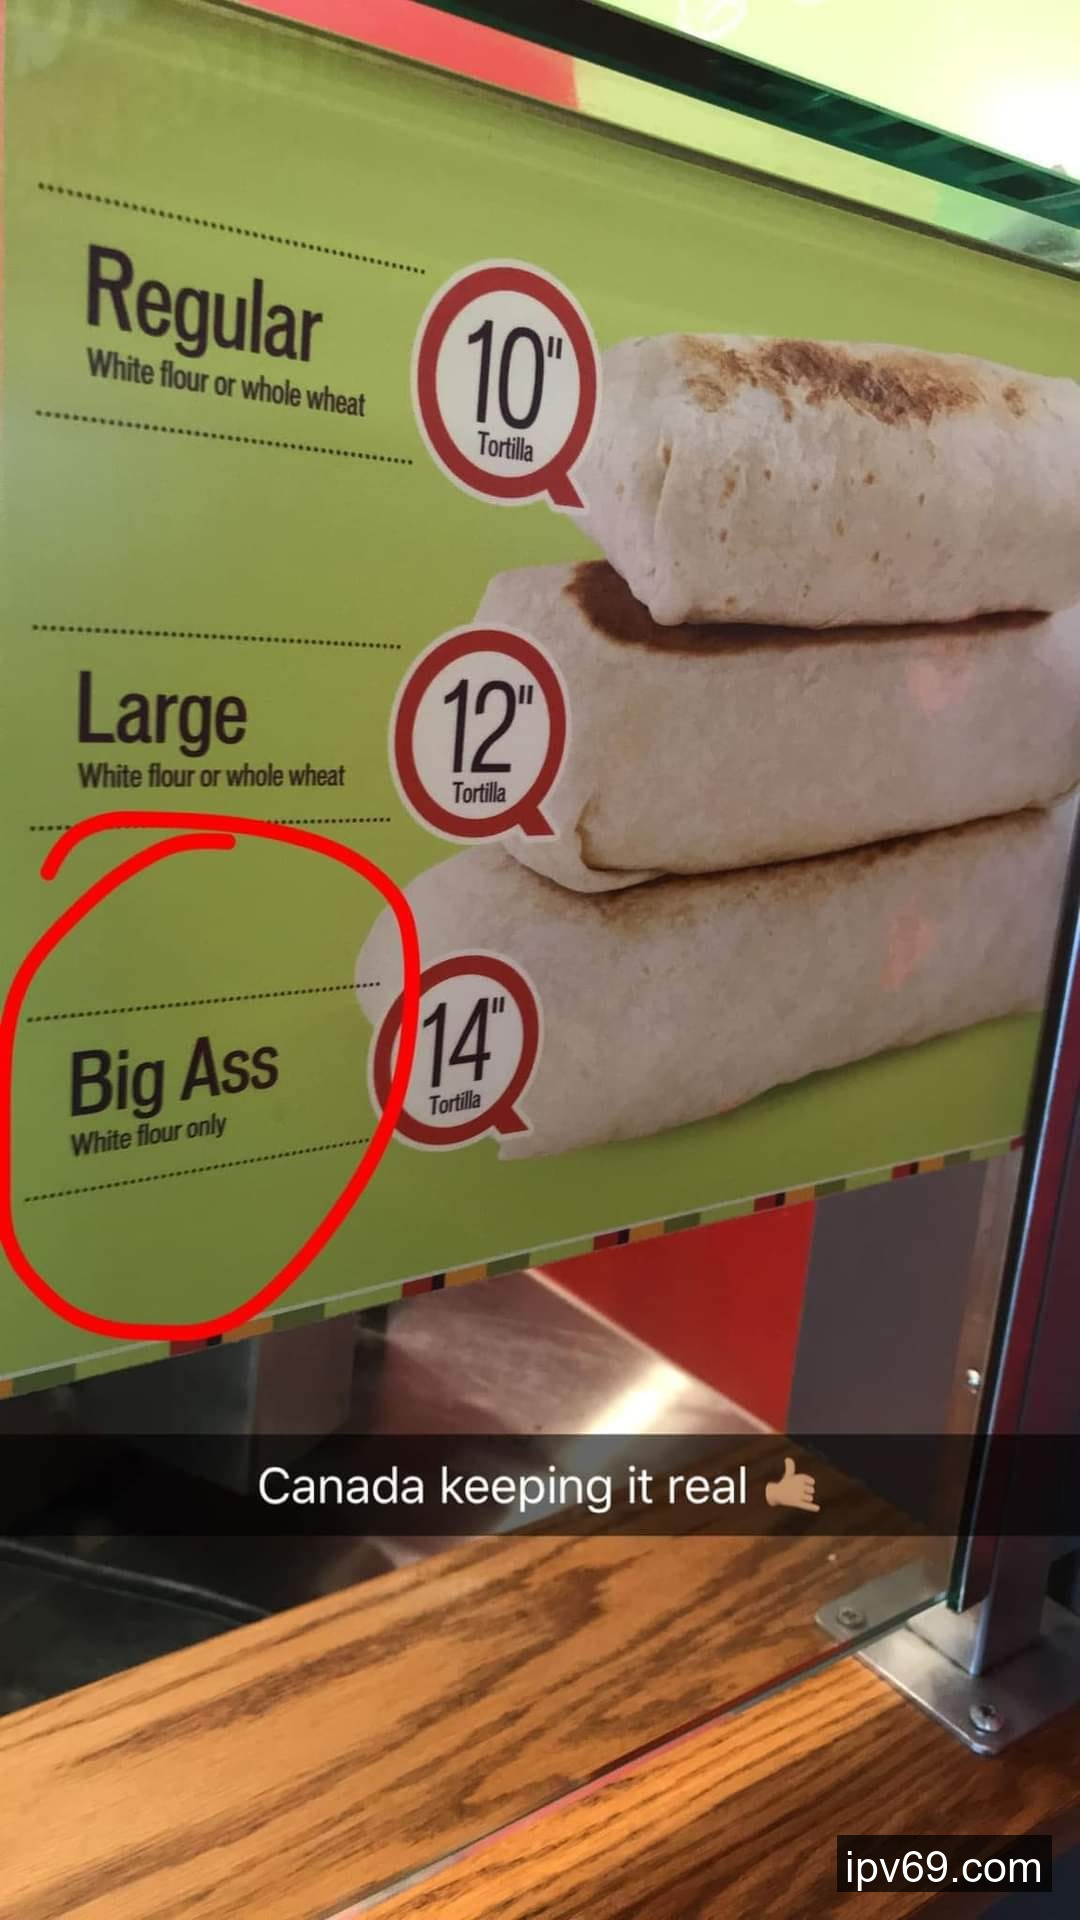 Regular
White flour or whole wheat
10"
Tortilla
Large
White flour or whole wheat
12"
Tortilla
Big Ass
White flour only
14"
Tortilla
Canada keeping it real 🤙🏼
ipv69.com